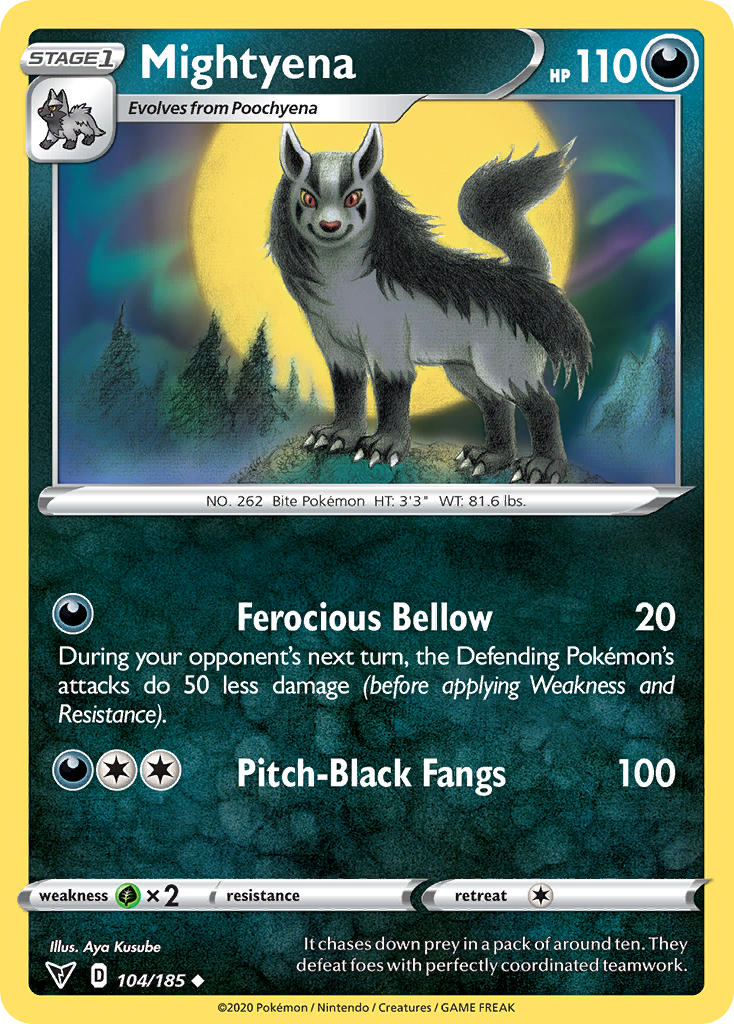 STAGE1
Mightyena
HP 110
Evolves from Poochyena
NO. 262 Bite Pokémon HT: 3'3" WT: 81.6 lbs.
Ferocious Bellow 20
During your opponent's next turn, the Defending Pokémon's
attacks do 50 less damage (before applying Weakness and
Resistance).
Pitch-Black Fangs 100
weakness ×2 resistance retreat
Illus. Aya Kusube
It chases down prey in a pack of around ten. They
defeat foes with perfectly coordinated teamwork.
D 104/185
©2020 Pokémon / Nintendo / Creatures / GAME FREAK